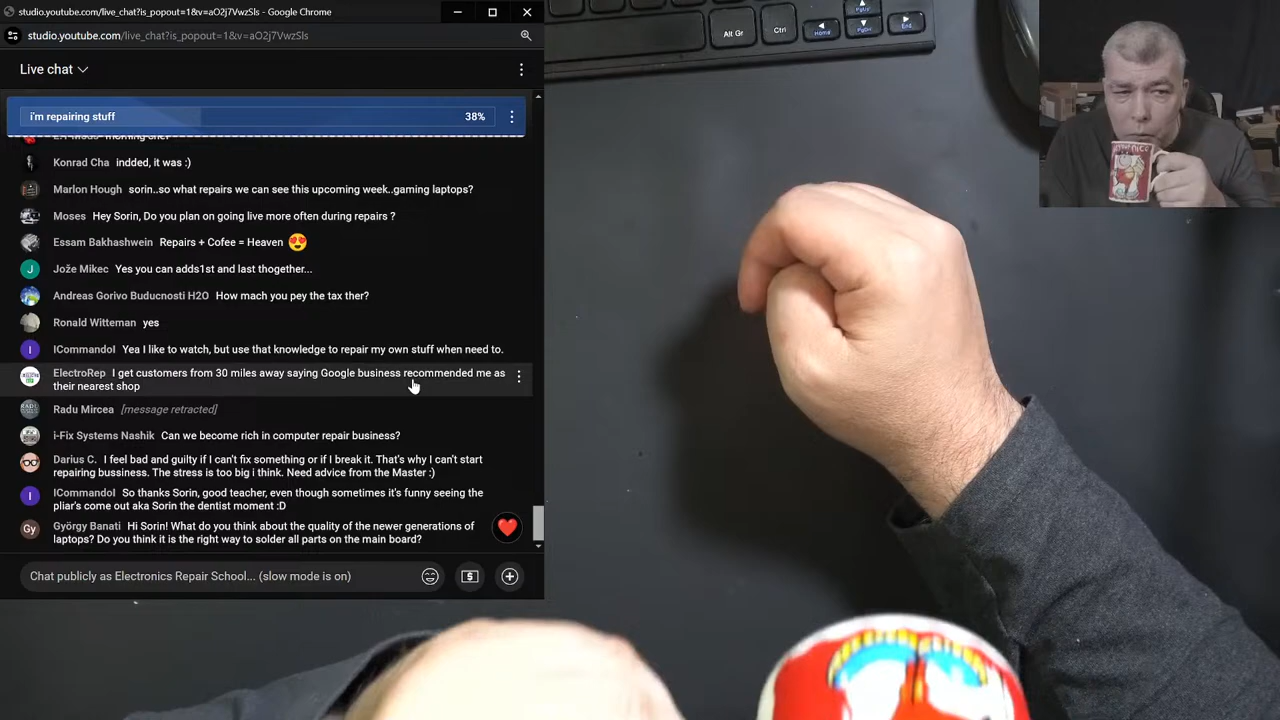 studio.youtube.com/live_chat?is_popout=1&v=aO2j7VwzSls - Google Chrome
studio.youtube.com/live_chat?is_popout=1&v=aO2j7VwzSls
Live chat
i'm repairing stuff 38%
Konrad Cha indded, it was :)
Marlon Hough sorin..so what repairs we can see this upcoming week..gaming laptops?
Moses Hey Sorin, Do you plan on going live more often during repairs ?
Essam Bakhashwein Repairs + Cofee = Heaven 😍
J Jože Mikec Yes you can adds1st and last thogether...
Andreas Gorivo Buducnosti H2O How mach you pey the tax ther?
Ronald Witteman yes
I ICommandol Yea I like to watch, but use that knowledge to repair my own stuff when need to.
ElectroRep I get customers from 30 miles away saying Google business recommended me as
their nearest shop
Radu Mircea [message retracted]
i-Fix Systems Nashik Can we become rich in computer repair business?
Darius C. I feel bad and guilty if I can't fix something or if I break it. That's why I can't start
repairing bussiness. The stress is too big i think. Need advice from the Master :)
I ICommandol So thanks Sorin, good teacher, even though sometimes it's funny seeing the
pliar's come out aka Sorin the dentist moment :D
Gy György Banati Hi Sorin! What do you think about the quality of the newer generations of
laptops? Do you think it is the right way to solder all parts on the main board?
Chat publicly as Electronics Repair School... (slow mode is on)
Alt Gr
Ctrl
Home
PgUp
PgDn
End